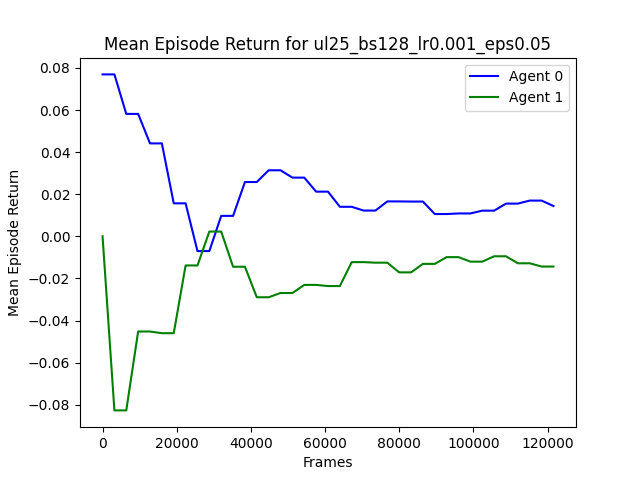 Mean Episode Return for ul25_bs128_lr0.001_eps0.05
Agent 0
Agent 1
Mean Episode Return
0.08
0.06
0.04
0.02
0.00
−0.02
−0.04
−0.06
−0.08
0 20000 40000 60000 80000 100000 120000
Frames